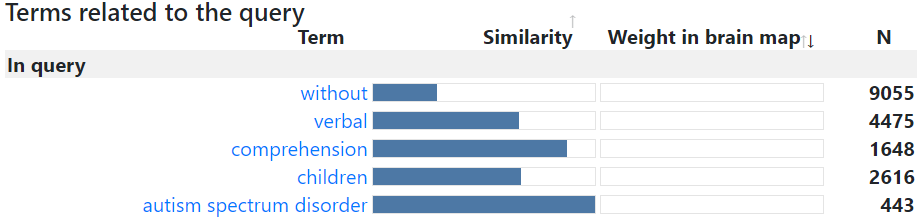 Terms related to the query
Term Similarity Weight in brain map N
In query
without 9055
verbal 4475
comprehension 1648
children 2616
autism spectrum disorder 443